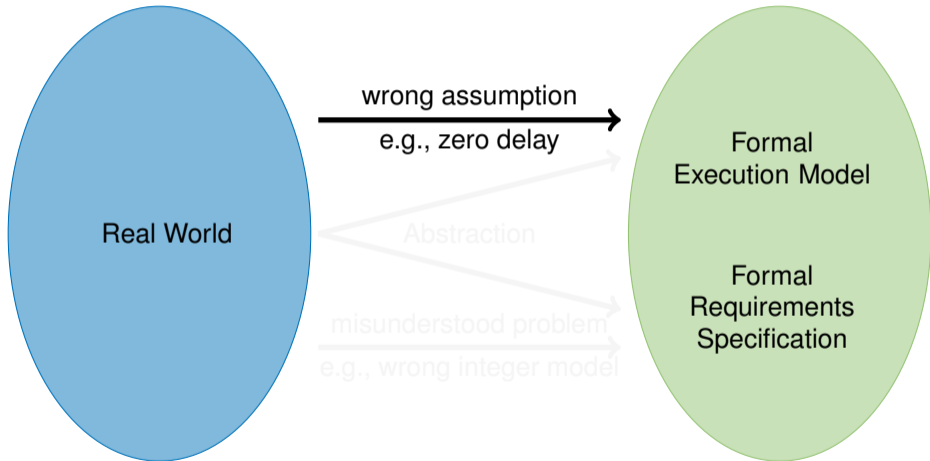 wrong assumption
e.g., zero delay
Formal
Execution Model
Real World
Abstraction
Formal
Requirements
Specification
misunderstood problem
e.g., wrong integer model